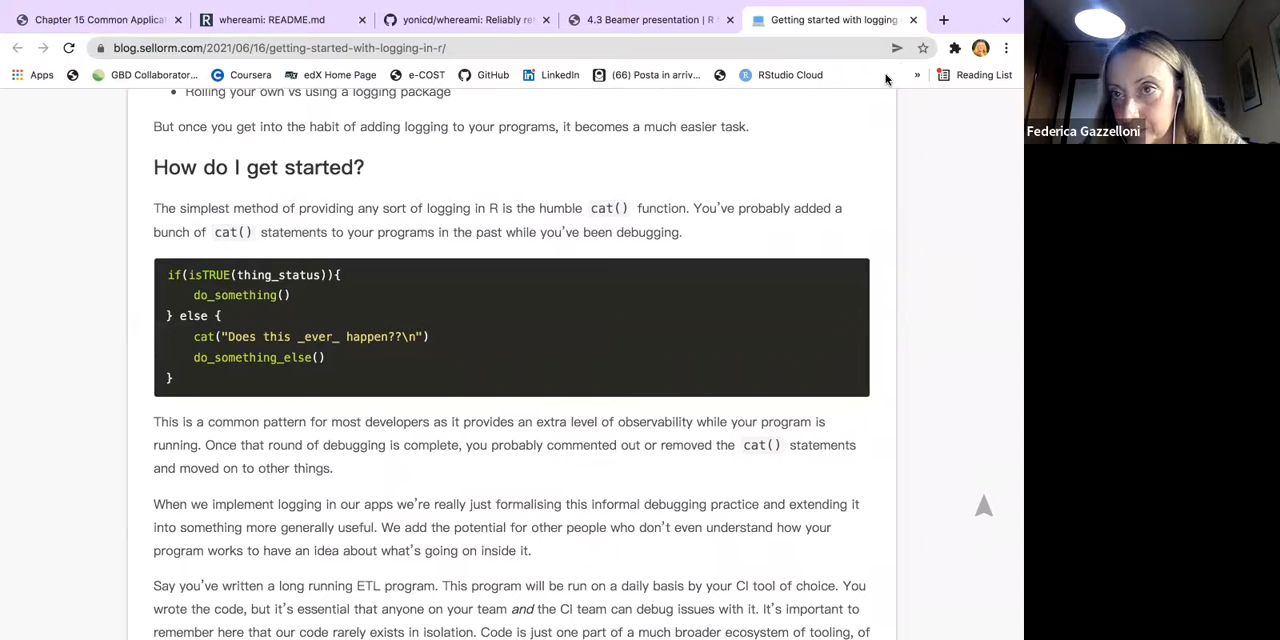 15 Common Applica
whereami: README.md
yonicd/whereami: Reliably re
4.3 Beamer presentation | R
Getting started with logging
blog.sellorm.com/2021/06/16/getting-started-with-logging-in-r/
Apps
GBD Collaborator...
Coursera
edX Home Page
e-COST
GitHub
LinkedIn
(66) Posta in arriv...
RStudio Cloud
»
Reading List
Federica Gazzelloni
• Rolling your own vs using a logging package
But once you get into the habit of adding logging to your programs, it becomes a much easier task.
How do I get started?
The simplest method of providing any sort of logging in R is the humble cat() function. You've probably added a
bunch of cat() statements to your programs in the past while you've been debugging.
if(isTRUE(thing_status)){
do_something()
} else {
cat("Does this _ever_ happen??\n")
do_something_else()
}
This is a common pattern for most developers as it provides an extra level of observability while your program is
running. Once that round of debugging is complete, you probably commented out or removed the cat() statements
and moved on to other things.
When we implement logging in our apps we're really just formalising this informal debugging practice and extending it
into something more generally useful. We add the potential for other people who don't even understand how your
program works to have an idea about what's going on inside it.
Say you've written a long running ETL program. This program will be run on a daily basis by your CI tool of choice. You
wrote the code, but it's essential that anyone on your team and the CI team can debug issues with it. It's important to
remember here that our code rarely exists in isolation. Code is just one part of a much broader ecosystem of tooling, of